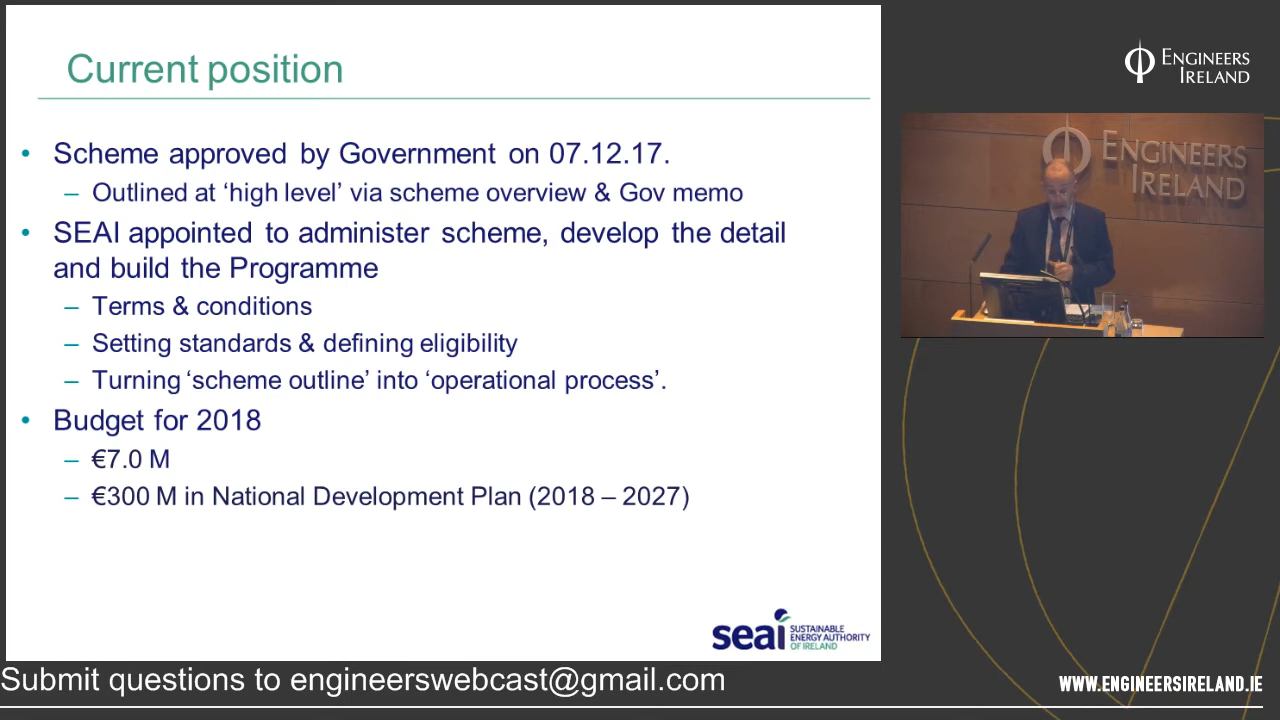 Current position
• Scheme approved by Government on 07.12.17.
– Outlined at ‘high level’ via scheme overview & Gov memo
• SEAI appointed to administer scheme, develop the detail
and build the Programme
– Terms & conditions
– Setting standards & defining eligibility
– Turning ‘scheme outline’ into ‘operational process’.
• Budget for 2018
– €7.0 M
– €300 M in National Development Plan (2018 – 2027)
seai
SUSTAINABLE
ENERGY AUTHORITY
OF IRELAND
ENGINEERS
IRELAND
ENGINEERS
IRELAND
Submit questions to engineerswebcast@gmail.com
WWW.ENGINEERSIRELAND.IE